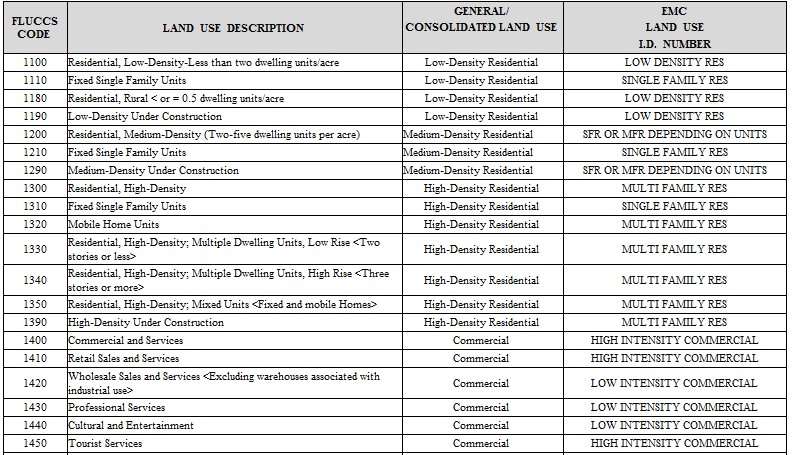 FLUCCS CODE | LAND USE DESCRIPTION | GENERAL/ CONSOLIDATED LAND USE | EMC LAND USE I.D. NUMBER
1100 | Residential, Low-Density-Less than two dwelling units/acre | Low-Density Residential | LOW DENSITY RES
1110 | Fixed Single Family Units | Low-Density Residential | SINGLE FAMILY RES
1180 | Residential, Rural < or = 0.5 dwelling units/acre | Low-Density Residential | LOW DENSITY RES
1190 | Low-Density Under Construction | Low-Density Residential | LOW DENSITY RES
1200 | Residential, Medium-Density (Two-five dwelling units per acre) | Medium-Density Residential | SFR OR MFR DEPENDING ON UNITS
1210 | Fixed Single Family Units | Medium-Density Residential | SINGLE FAMILY RES
1290 | Medium-Density Under Construction | Medium-Density Residential | SFR OR MFR DEPENDING ON UNITS
1300 | Residential, High-Density | High-Density Residential | MULTI FAMILY RES
1310 | Fixed Single Family Units | High-Density Residential | SINGLE FAMILY RES
1320 | Mobile Home Units | High-Density Residential | MULTI FAMILY RES
1330 | Residential, High-Density; Multiple Dwelling Units, Low Rise <Two stories or less> | High-Density Residential | MULTI FAMILY RES
1340 | Residential, High-Density; Multiple Dwelling Units, High Rise <Three stories or more> | High-Density Residential | MULTI FAMILY RES
1350 | Residential, High-Density; Mixed Units <Fixed and mobile Homes> | High-Density Residential | MULTI FAMILY RES
1390 | High-Density Under Construction | High-Density Residential | MULTI FAMILY RES
1400 | Commercial and Services | Commercial | HIGH INTENSITY COMMERCIAL
1410 | Retail Sales and Services | Commercial | HIGH INTENSITY COMMERCIAL
1420 | Wholesale Sales and Services <Excluding warehouses associated with industrial use> | Commercial | LOW INTENSITY COMMERCIAL
1430 | Professional Services | Commercial | LOW INTENSITY COMMERCIAL
1440 | Cultural and Entertainment | Commercial | LOW INTENSITY COMMERCIAL
1450 | Tourist Services | Commercial | HIGH INTENSITY COMMERCIAL